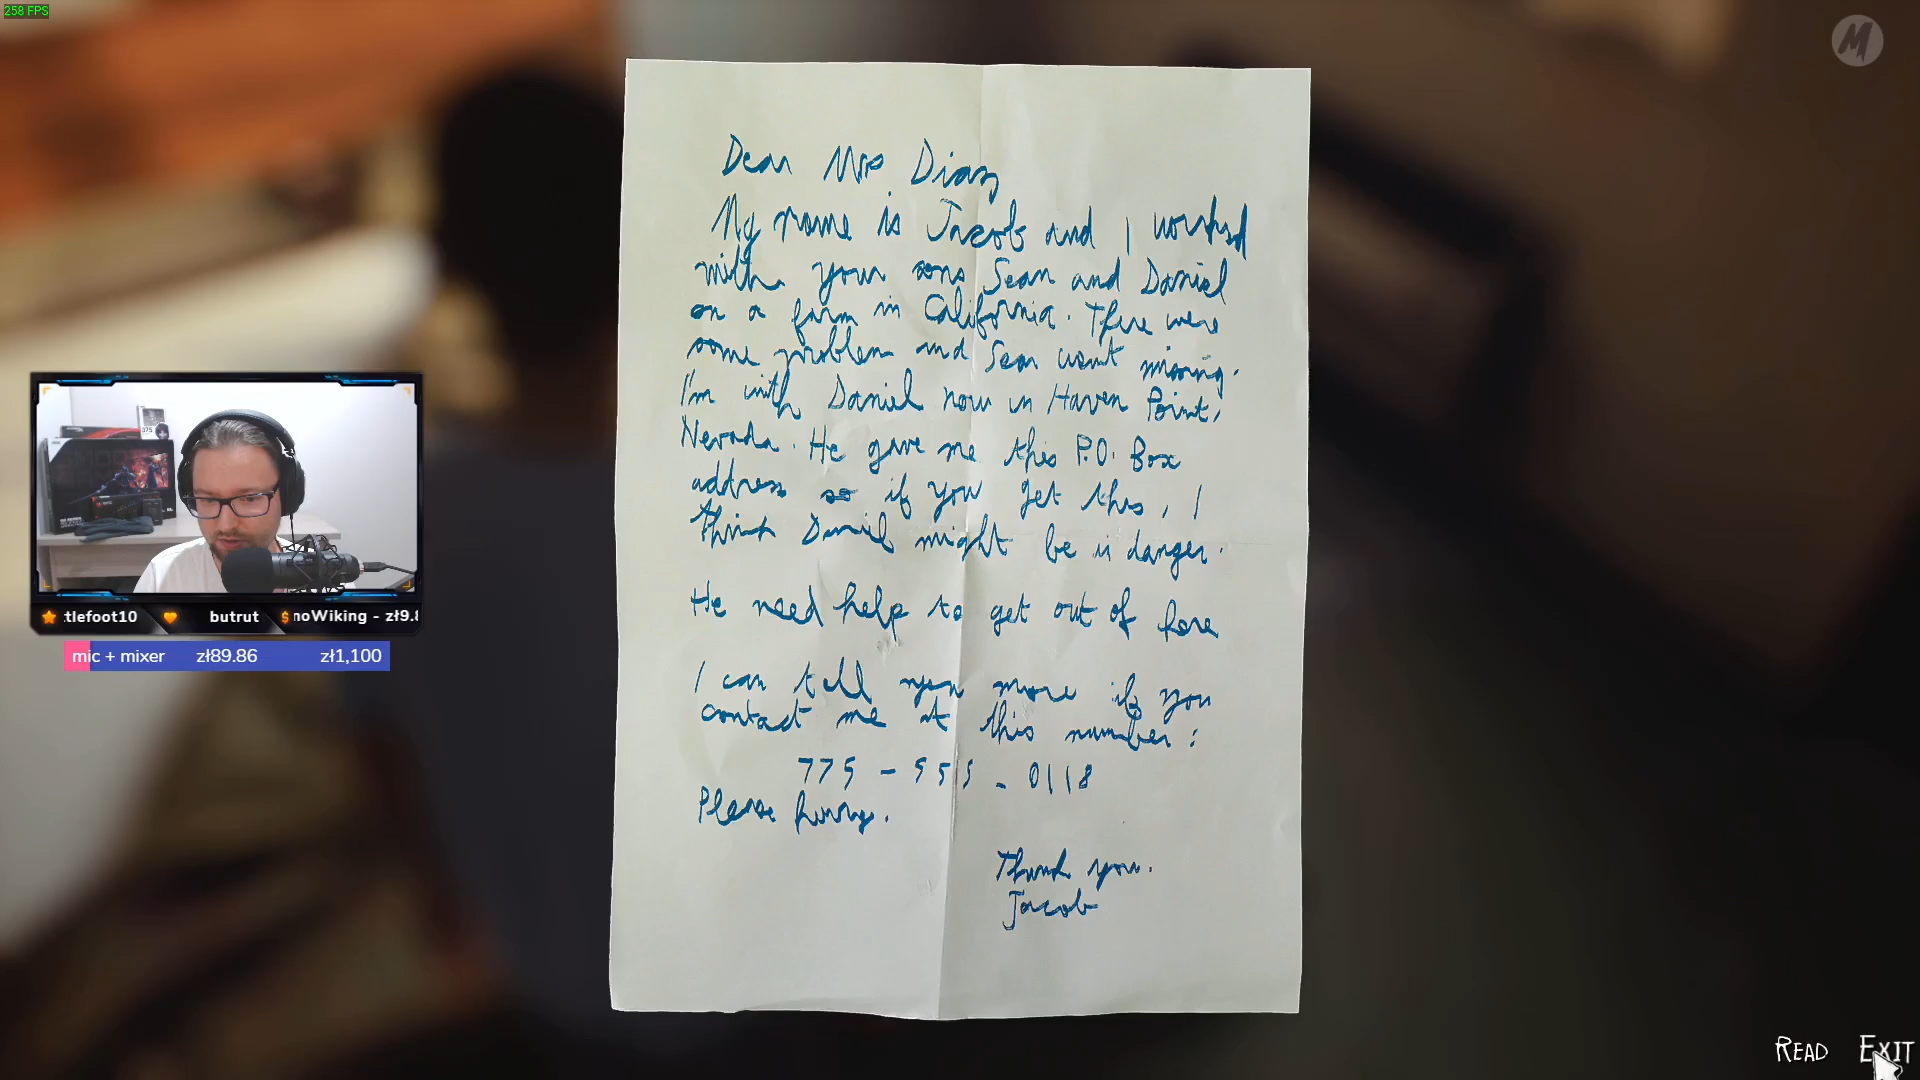 258 FPS
M
Dear Mrs Diaz
My name is Jacob and I worked
with your sons Sean and Daniel
on a farm in California. There were
some problem and Sean went missing.
I'm with Daniel now in Haven Point,
Nevada. He gave me this P.O. Box
address so if you get this, I
think Daniel might be in danger.
He need help to get out of here
I can tell you more if you
contact me at this number:
775 - 555 - 0118
Please hurry.
Thank you.
Jacob
375
tlefoot10 butrut $ noWiking - zł9.8
mic + mixer zł89.86 zł1,100
READ EXIT